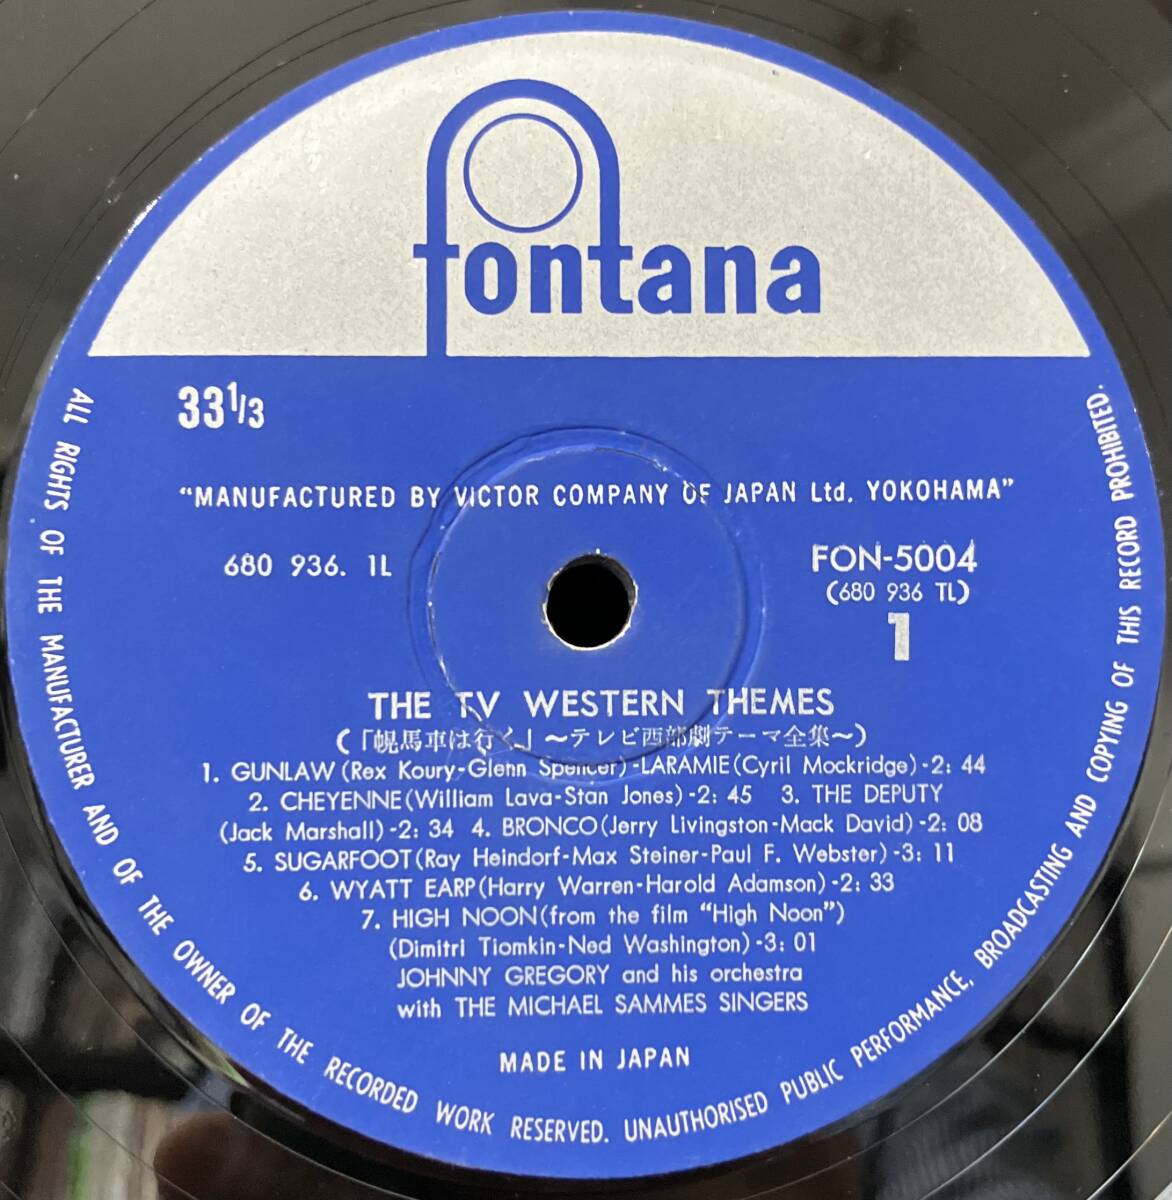 fontana
33 1/3
"MANUFACTURED BY VICTOR COMPANY OF JAPAN Ltd. YOKOHAMA"
680 936. 1L
FON-5004
(680 936 TL)
1
THE TV WESTERN THEMES
(「幌馬車は行く」～テレビ西部劇テーマ全集～)
1. GUNLAW(Rex Koury-Glenn Spencer)-LARAMIE(Cyril Mockridge)-2: 44
2. CHEYENNE(William Lava-Stan Jones)-2: 45 3. THE DEPUTY
(Jack Marshall)-2: 34 4. BRONCO(Jerry Livingston-Mack David)-2: 08
5. SUGARFOOT(Ray Heindorf-Max Steiner-Paul F. Webster)-3: 11
6. WYATT EARP(Harry Warren-Harold Adamson)-2: 33
7. HIGH NOON(from the film "High Noon")
(Dimitri Tiomkin-Ned Washington)-3: 01
JOHNNY GREGORY and his orchestra
with THE MICHAEL SAMMES SINGERS
MADE IN JAPAN
ALL RIGHTS OF THE MANUFACTURER AND OF THE OWNER OF THE RECORDED WORK RESERVED. UNAUTHORISED PUBLIC PERFORMANCE, BROADCASTING AND COPYING OF THIS RECORD PROHIBITED.